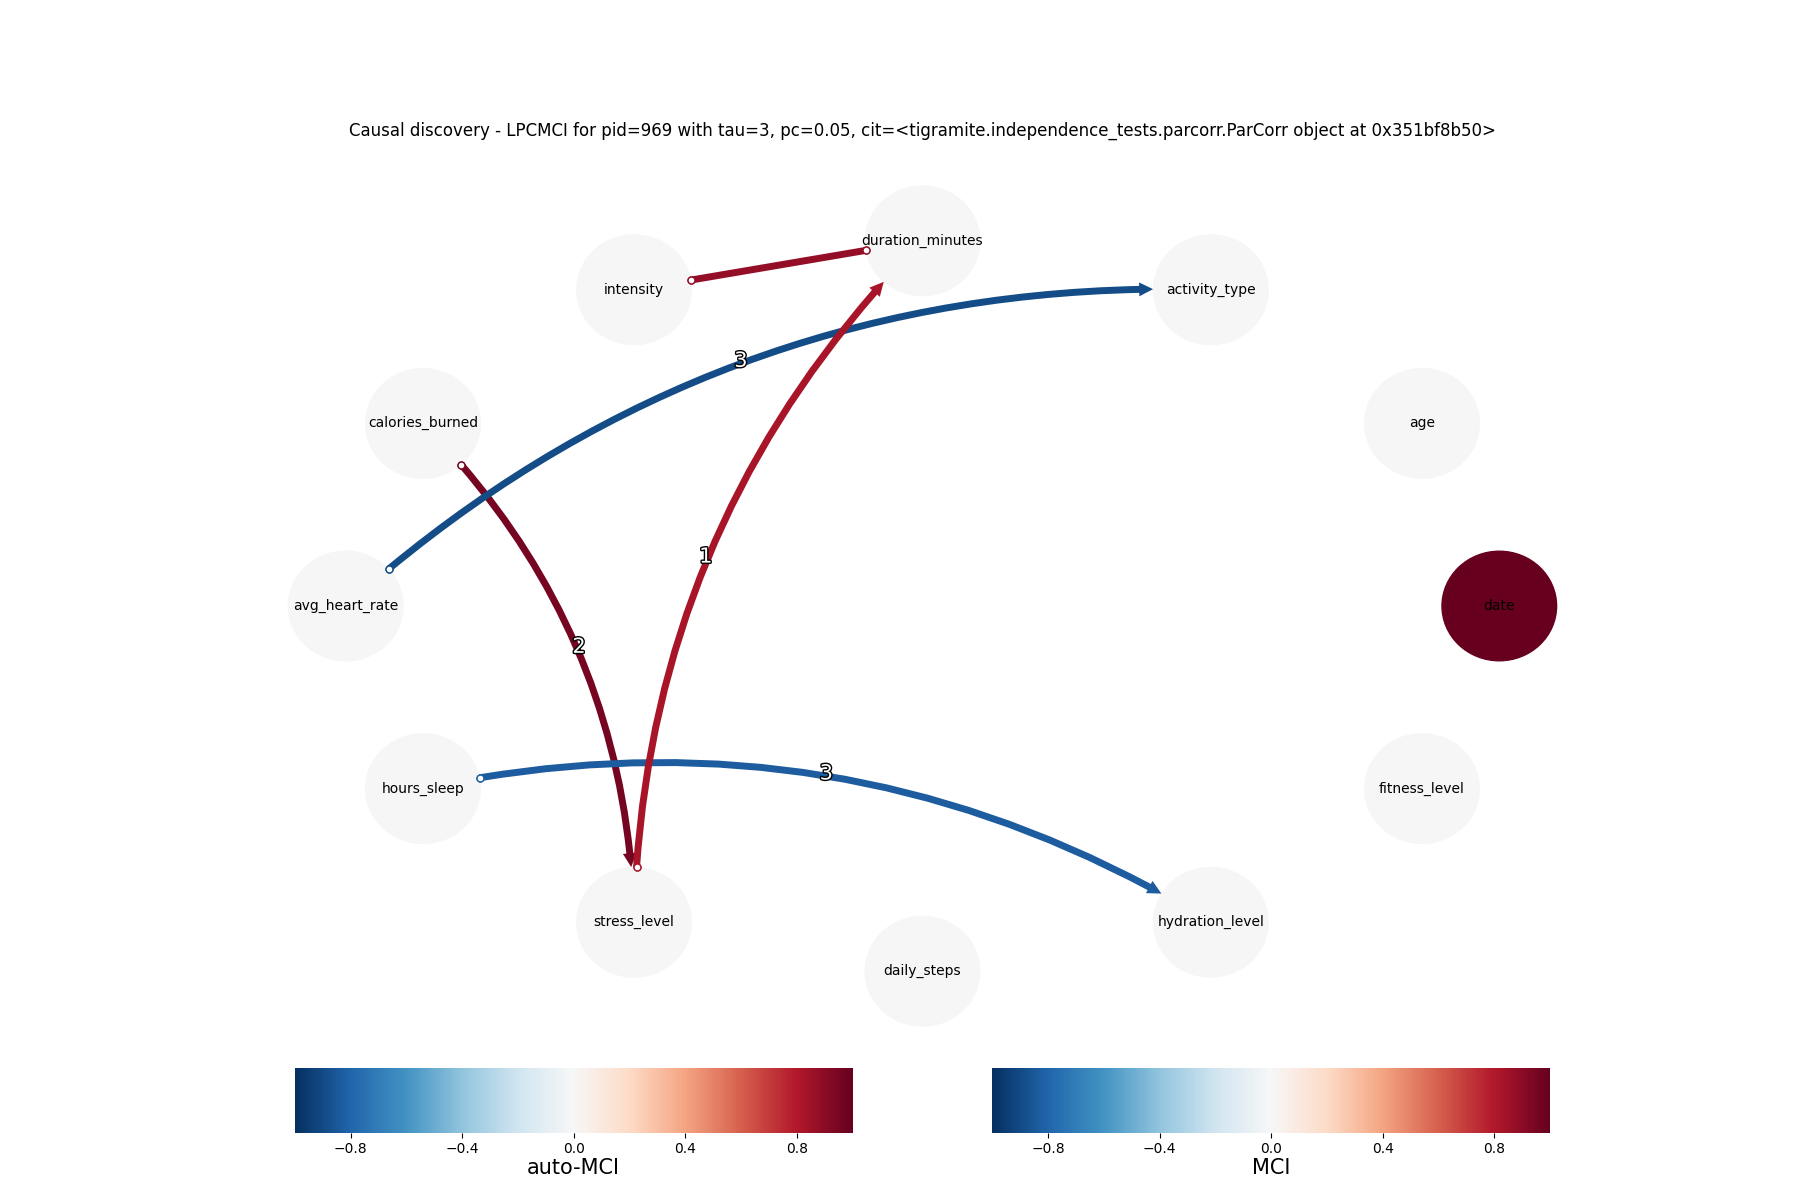 Causal discovery - LPCMCI for pid=969 with tau=3, pc=0.05, cit=<tigramite.independence_tests.parcorr.ParCorr object at 0x351bf8b50>
duration_minutes
intensity
activity_type
3
calories_burned
age
1
avg_heart_rate
date
2
3
hours_sleep
fitness_level
stress_level
hydration_level
daily_steps
−0.8 −0.4 0.0 0.4 0.8
auto-MCI
−0.8 −0.4 0.0 0.4 0.8
MCI